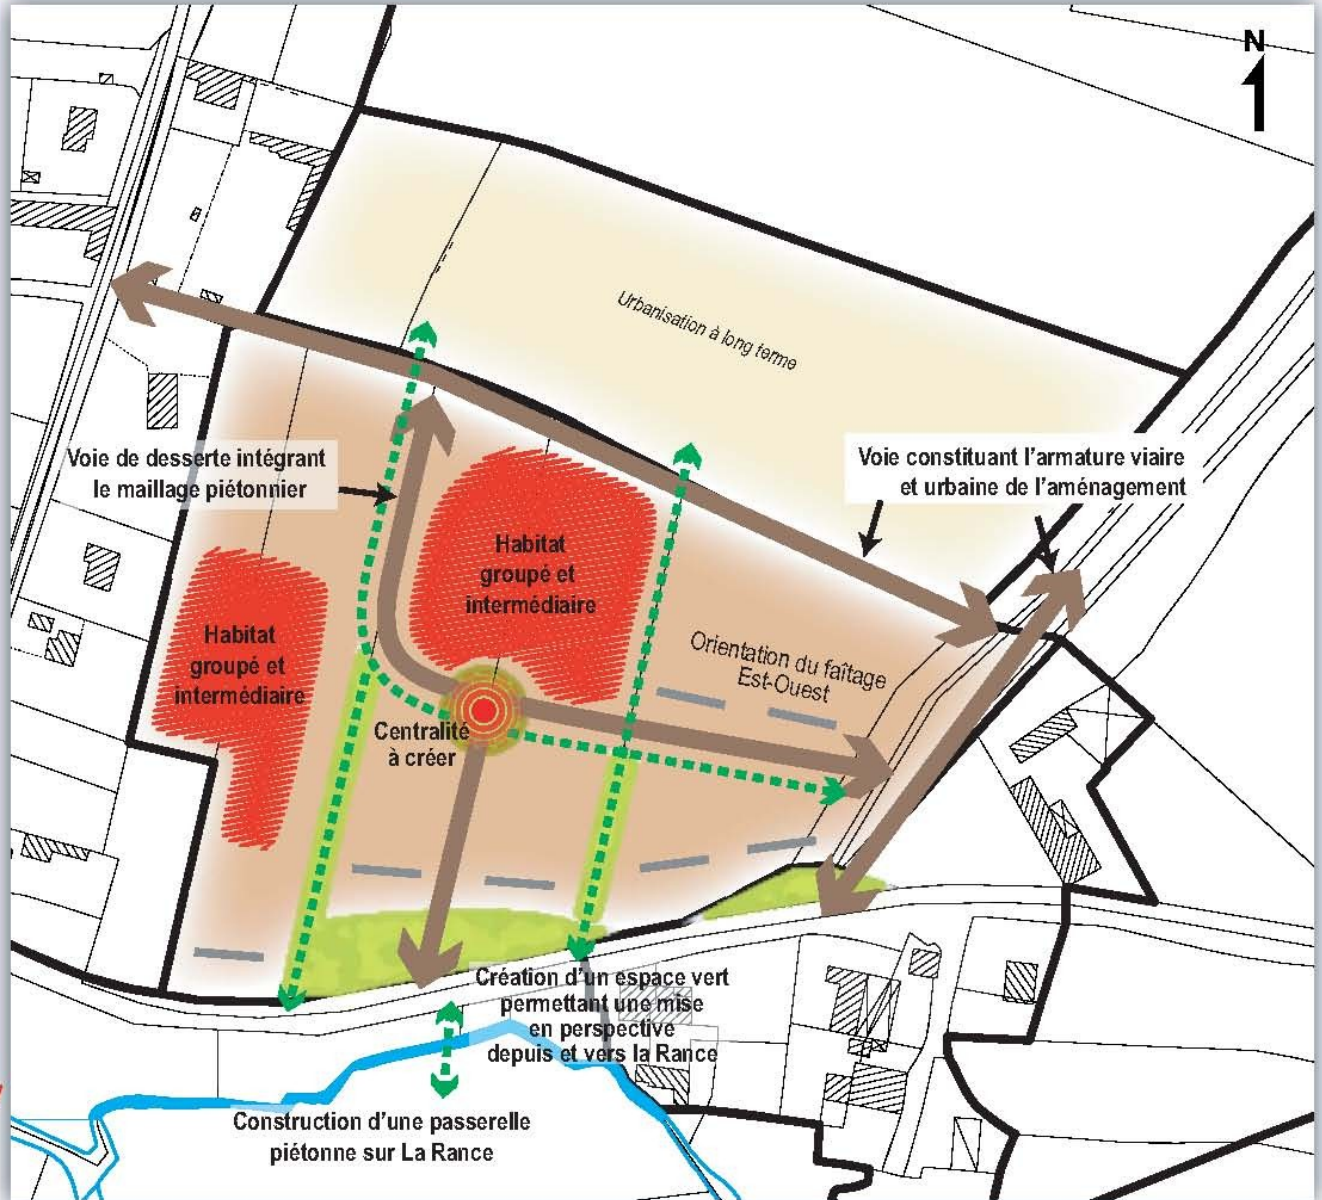 N
Urbanisation à long terme
Voie de desserte intégrant
le maillage piétonnier
Voie constituant l'armature viaire
et urbaine de l'aménagement
Habitat
groupé et
intermédiaire
Habitat
groupé et
intermédiaire
Orientation du faîtage
Est-Ouest
Centralité
à créer
Création d'un espace vert
permettant une mise
en perspective
depuis et vers la Rance
Construction d'une passerelle
piétonne sur La Rance